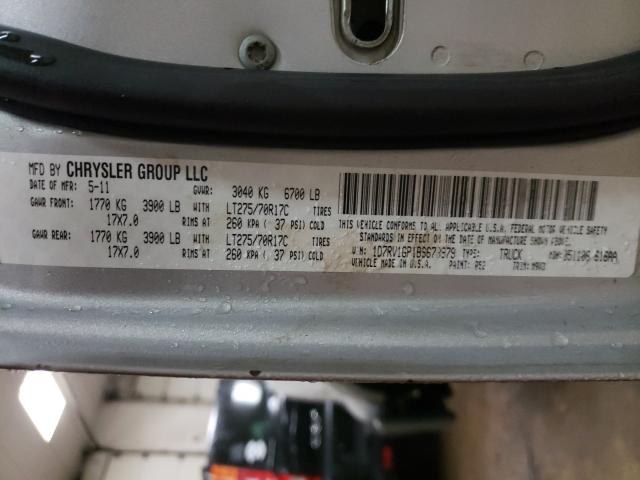 MFD BY CHRYSLER GROUP LLC
DATE OF MFR: 5-11 GVWR: 3040 KG 6700 LB
GAWR FRONT: 1770 KG 3900 LB LT275/70R17C TIRES
17X7.0 RIMS AT 260 KPA ( 37 PSI) COLD
GAWR REAR: 1770 KG 3900 LB LT275/70R17C TIRES
17X7.0 RIMS AT 260 KPA ( 37 PSI) COLD
THIS VEHICLE CONFORMS TO ALL APPLICABLE U.S.A. FEDERAL MOTOR VEHICLE SAFETY
STANDARDS IN EFFECT ON THE DATE OF MANUFACTURE SHOWN ABOVE.
TYPE: TRUCK MDH:
VEHICLE MADE IN U.S.A. PAINT: PS2 TRIM: